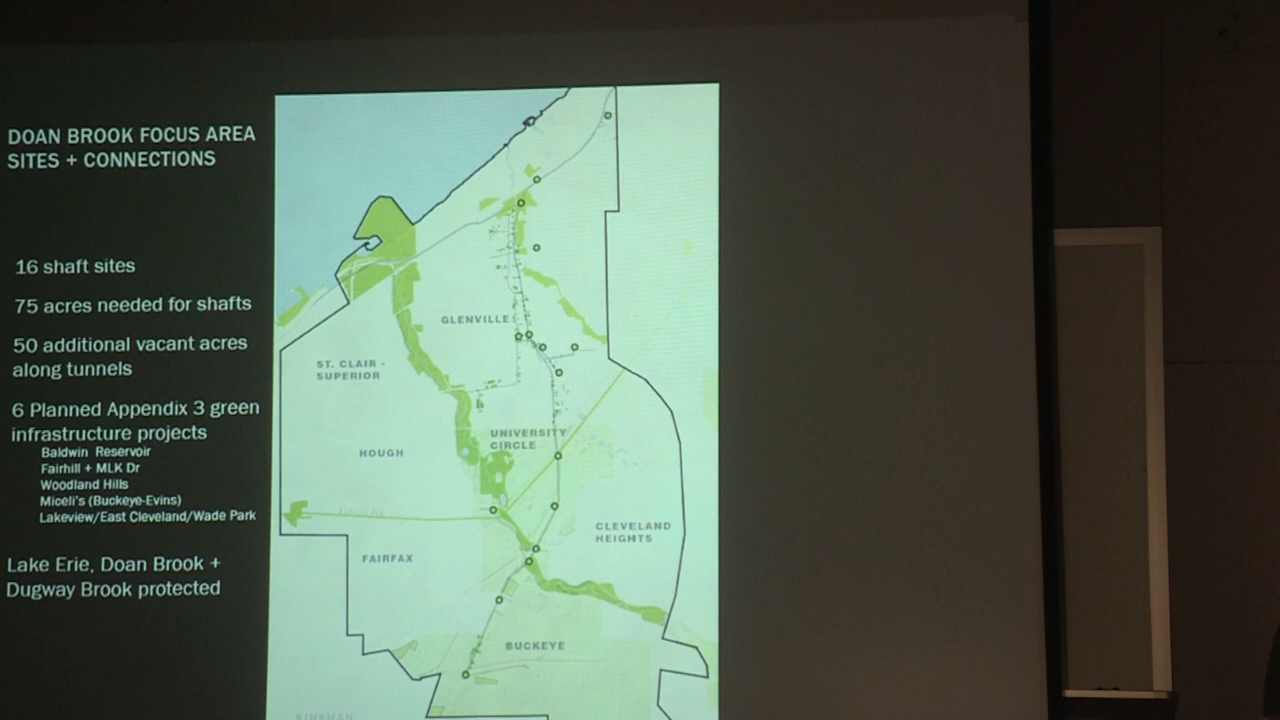 DOAN BROOK FOCUS AREA
SITES + CONNECTIONS
16 shaft sites
75 acres needed for shafts
50 additional vacant acres
along tunnels
6 Planned Appendix 3 green
infrastructure projects
Baldwin Reservoir
Fairhill + MLK Dr
Woodland Hills
Miceli's (Buckeye-Evins)
Lakeview/East Cleveland/Wade Park
Lake Erie, Doan Brook +
Dugway Brook protected
GLENVILLE
ST. CLAIR -
SUPERIOR
UNIVERSITY
CIRCLE
HOUGH
CLEVELAND
HEIGHTS
FAIRFAX
BUCKEYE
KINSMAN